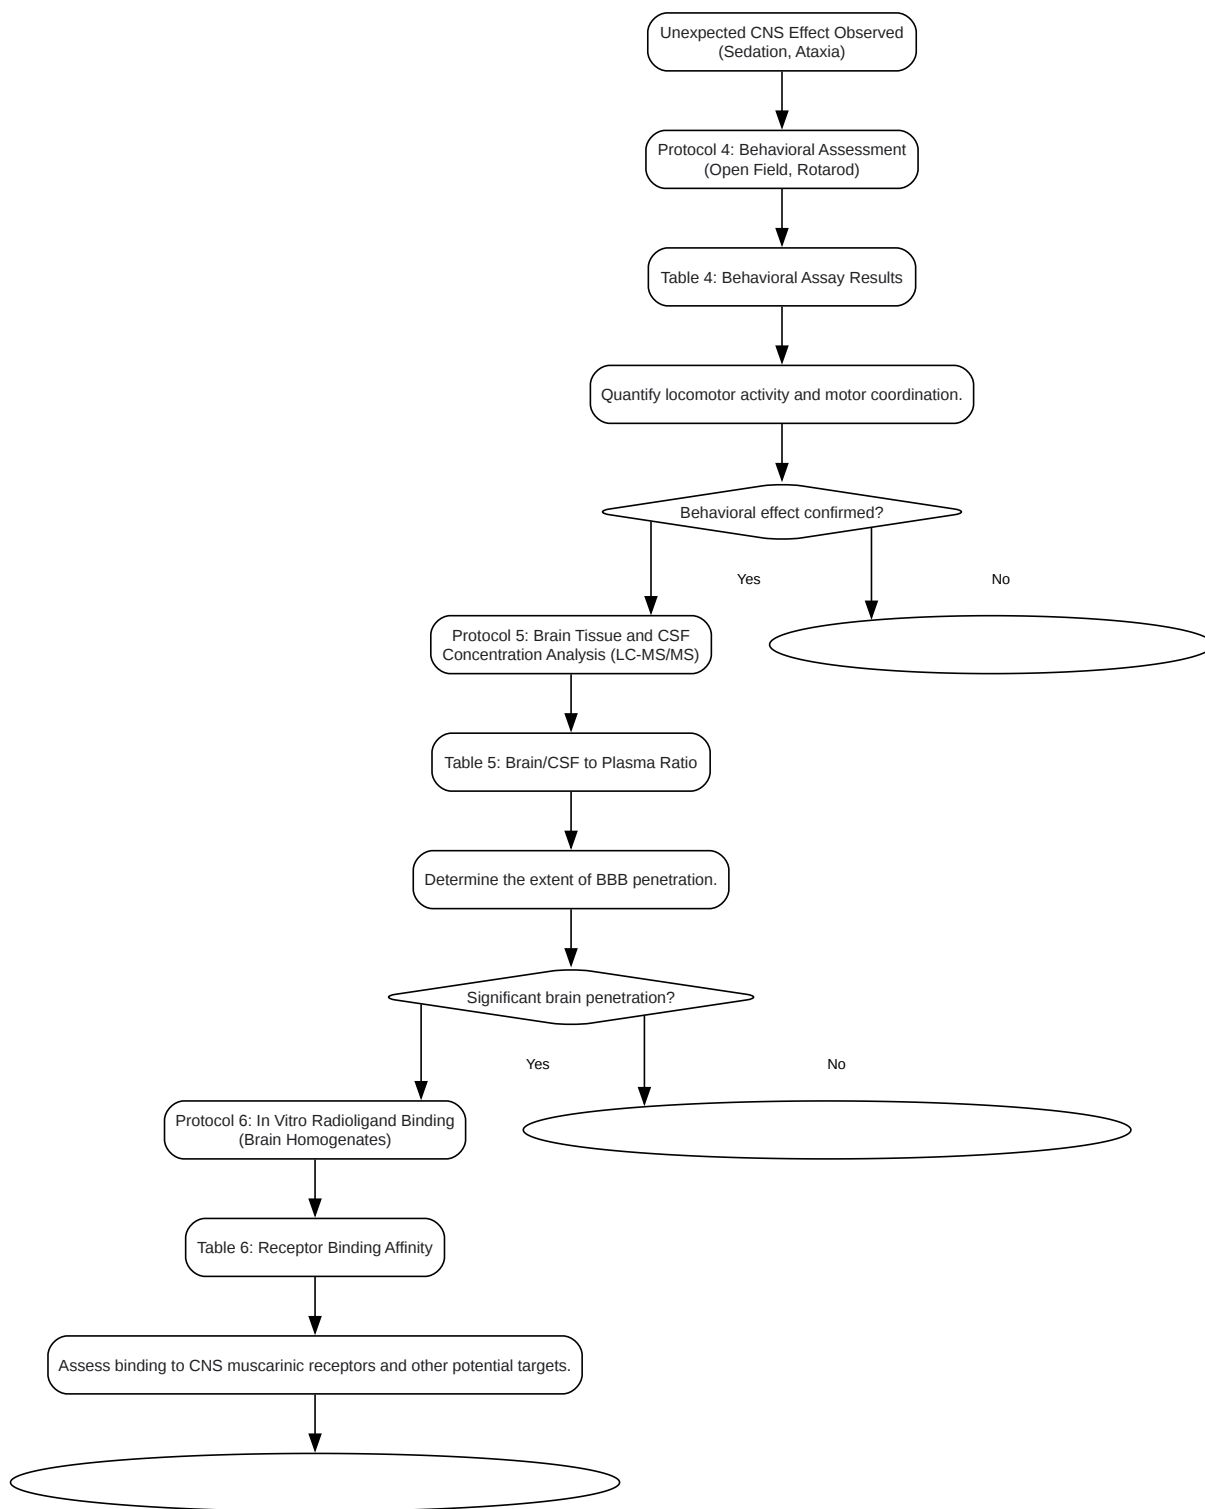 Unexpected CNS Effect Observed
(Sedation, Ataxia)
Protocol 4: Behavioral Assessment
(Open Field, Rotarod)
Table 4: Behavioral Assay Results
Quantify locomotor activity and motor coordination.
Behavioral effect confirmed?
Yes
No
Protocol 5: Brain Tissue and CSF
Concentration Analysis (LC-MS/MS)
Table 5: Brain/CSF to Plasma Ratio
Determine the extent of BBB penetration.
Significant brain penetration?
Yes
No
Protocol 6: In Vitro Radioligand Binding
(Brain Homogenates)
Table 6: Receptor Binding Affinity
Assess binding to CNS muscarinic receptors and other potential targets.